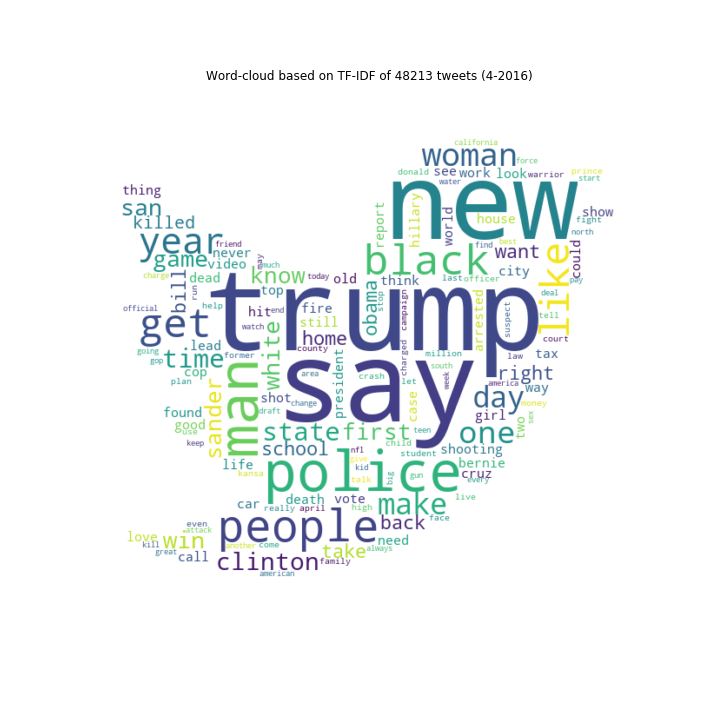 Word-cloud based on TF-IDF of 48213 tweets (4-2016)
california
woman
force
donald
see
work
look
warrior
prince
start
water
thing
san
killed
year
friend
never
game
video
new
report
hillary
world
house
show
fight
north
could
black
want
find
best
like
charge
bill
run
dead
know
may
much
today
old
top
think
last
officer
city
pay
deal
tell
trump
obama
stop
campaign
arrested
suspect
official
help
get
hit
end
fire
still
watch
home
court
law
tax
time
lead
former
white
county
million
going
gop
cop
plan
man
area
president
crash
charged
say
south
let
week
america
right
way
shot
change
sander
found
good
use
keep
draft
case
day
girl
money
two
sex
state
first
teen
one
school
child
student
shooting
bernie
cruz
every
life
kansa
police
nfl
give
kid
talk
big
gun
live
car
death
really
april
vote
high
make
face
people
back
need
even
attack
love
win
kill
great
call
another
come
take
always
clinton
family
american